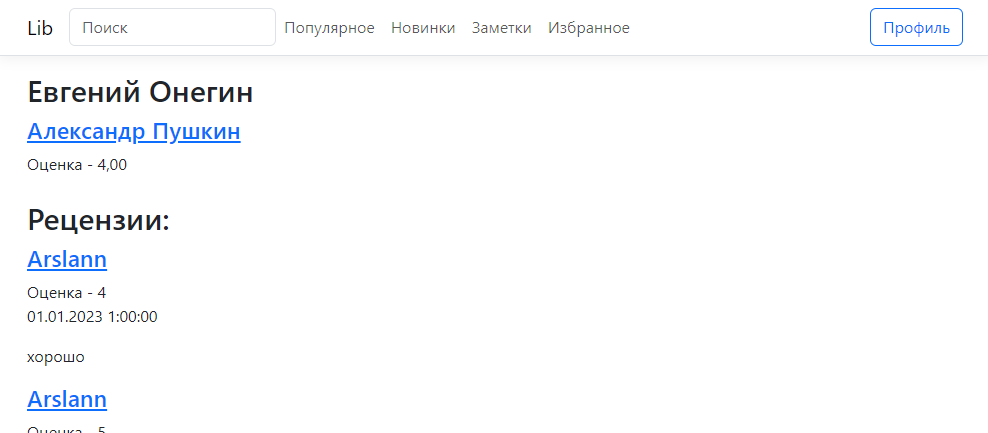 Lib Поиск Популярное Новинки Заметки Избранное Профиль
Евгений Онегин
Александр Пушкин
Оценка - 4,00
Рецензии:
Arslann
Оценка - 4
01.01.2023 1:00:00
хорошо
Arslann
Оценка - 5